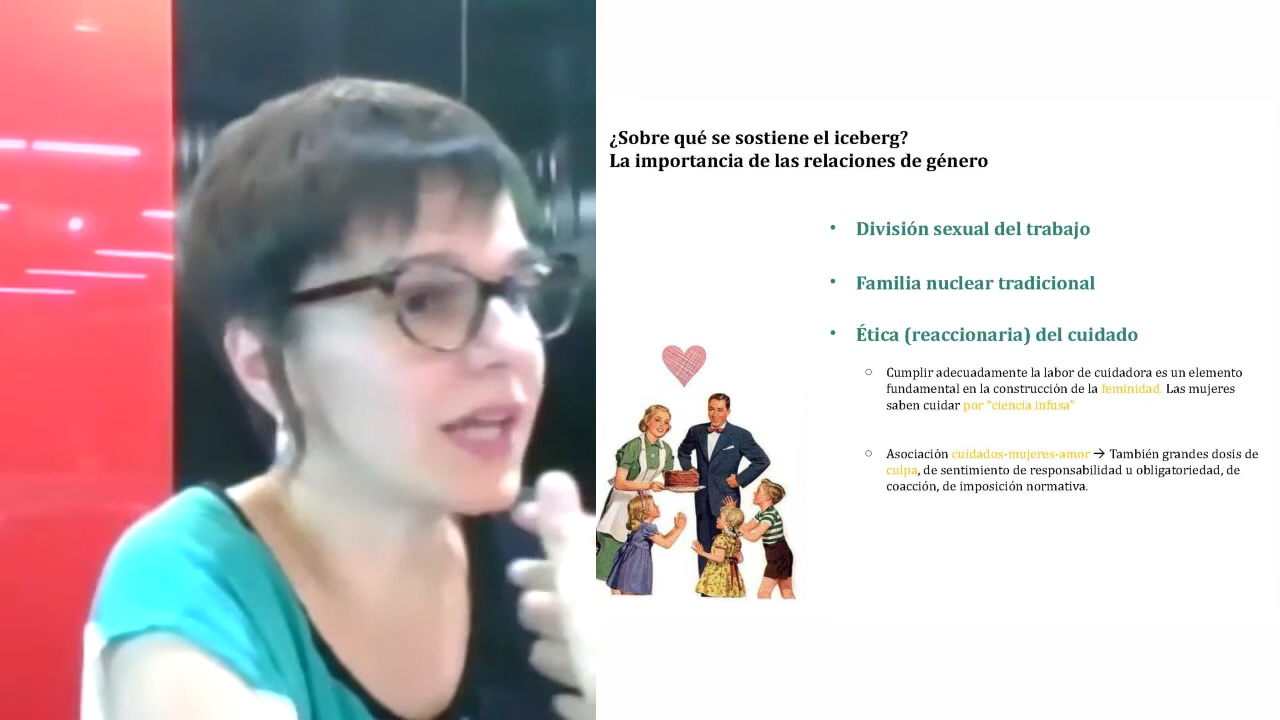 ¿Sobre qué se sostiene el iceberg?
La importancia de las relaciones de género
• División sexual del trabajo
• Familia nuclear tradicional
• Ética (reaccionaria) del cuidado
○ Cumplir adecuadamente la labor de cuidadora es un elemento
fundamental en la construcción de la feminidad. Las mujeres
saben cuidar por "ciencia infusa"
○ Asociación cuidados-mujeres-amor → También grandes dosis de
culpa, de sentimiento de responsabilidad u obligatoriedad, de
coacción, de imposición normativa.